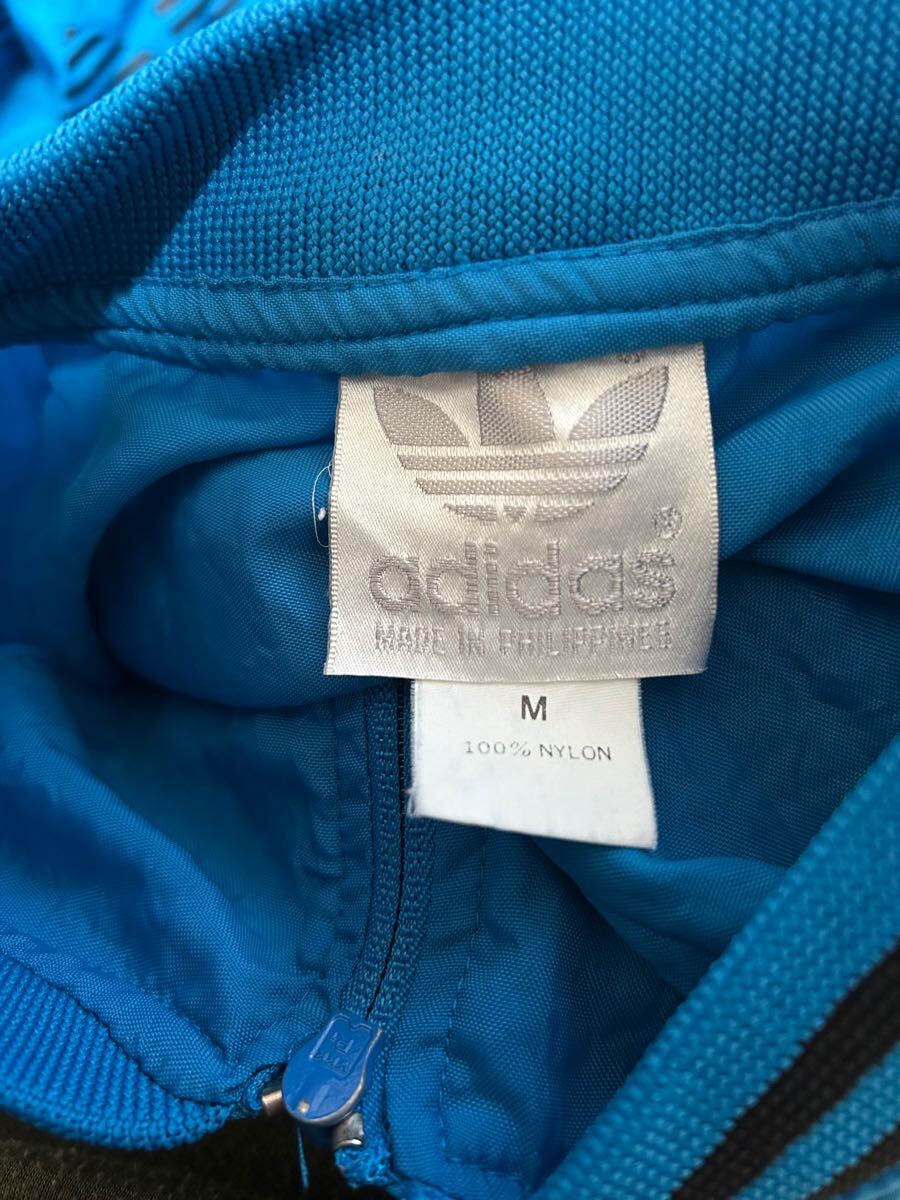 adidas®
MADE IN PHILIPPINES
M
100% NYLON